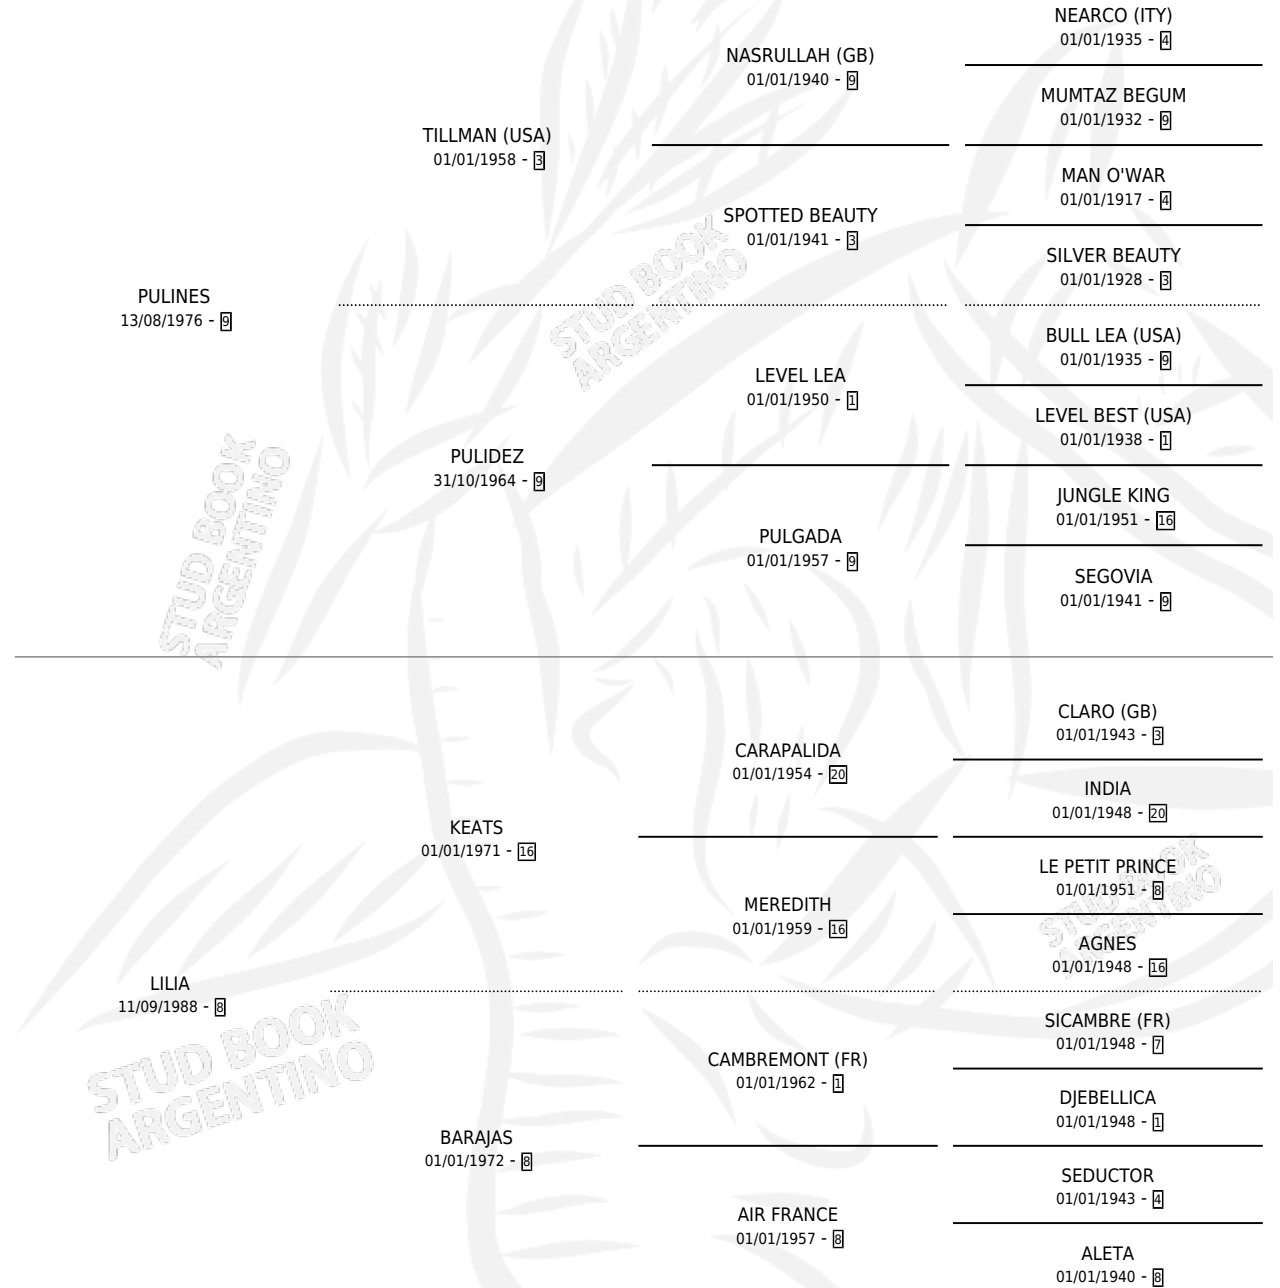 NEARCO (ITY)
01/01/1935 - 4
NASRULLAH (GB)
01/01/1940 - 9
MUMTAZ BEGUM
01/01/1932 - 9
TILLMAN (USA)
01/01/1958 - 3
MAN O'WAR
01/01/1917 - 4
SPOTTED BEAUTY
01/01/1941 - 3
SILVER BEAUTY
01/01/1928 - 3
STUD BOOK
ARGENTINO
PULINES
13/08/1976 - 9
BULL LEA (USA)
01/01/1935 - 9
LEVEL LEA
01/01/1950 - 1
LEVEL BEST (USA)
01/01/1938 - 1
PULIDEZ
31/10/1964 - 9
JUNGLE KING
01/01/1951 - 16
PULGADA
01/01/1957 - 9
SEGOVIA
01/01/1941 - 9
STUD BOOK
ARGENTINO
CLARO (GB)
01/01/1943 - 3
CARAPALIDA
01/01/1954 - 20
INDIA
01/01/1948 - 20
KEATS
01/01/1971 - 16
LE PETIT PRINCE
01/01/1951 - 8
MEREDITH
01/01/1959 - 16
STUD BOOK
ARGENTINO
AGNES
01/01/1948 - 16
LILIA
11/09/1988 - 8
SICAMBRE (FR)
01/01/1948 - 7
CAMBREMONT (FR)
01/01/1962 - 1
STUD BOOK
ARGENTINO
DJEBELLICA
01/01/1948 - 1
BARAJAS
01/01/1972 - 8
SEDUCTOR
01/01/1943 - 4
AIR FRANCE
01/01/1957 - 8
ALETA
01/01/1940 - 8